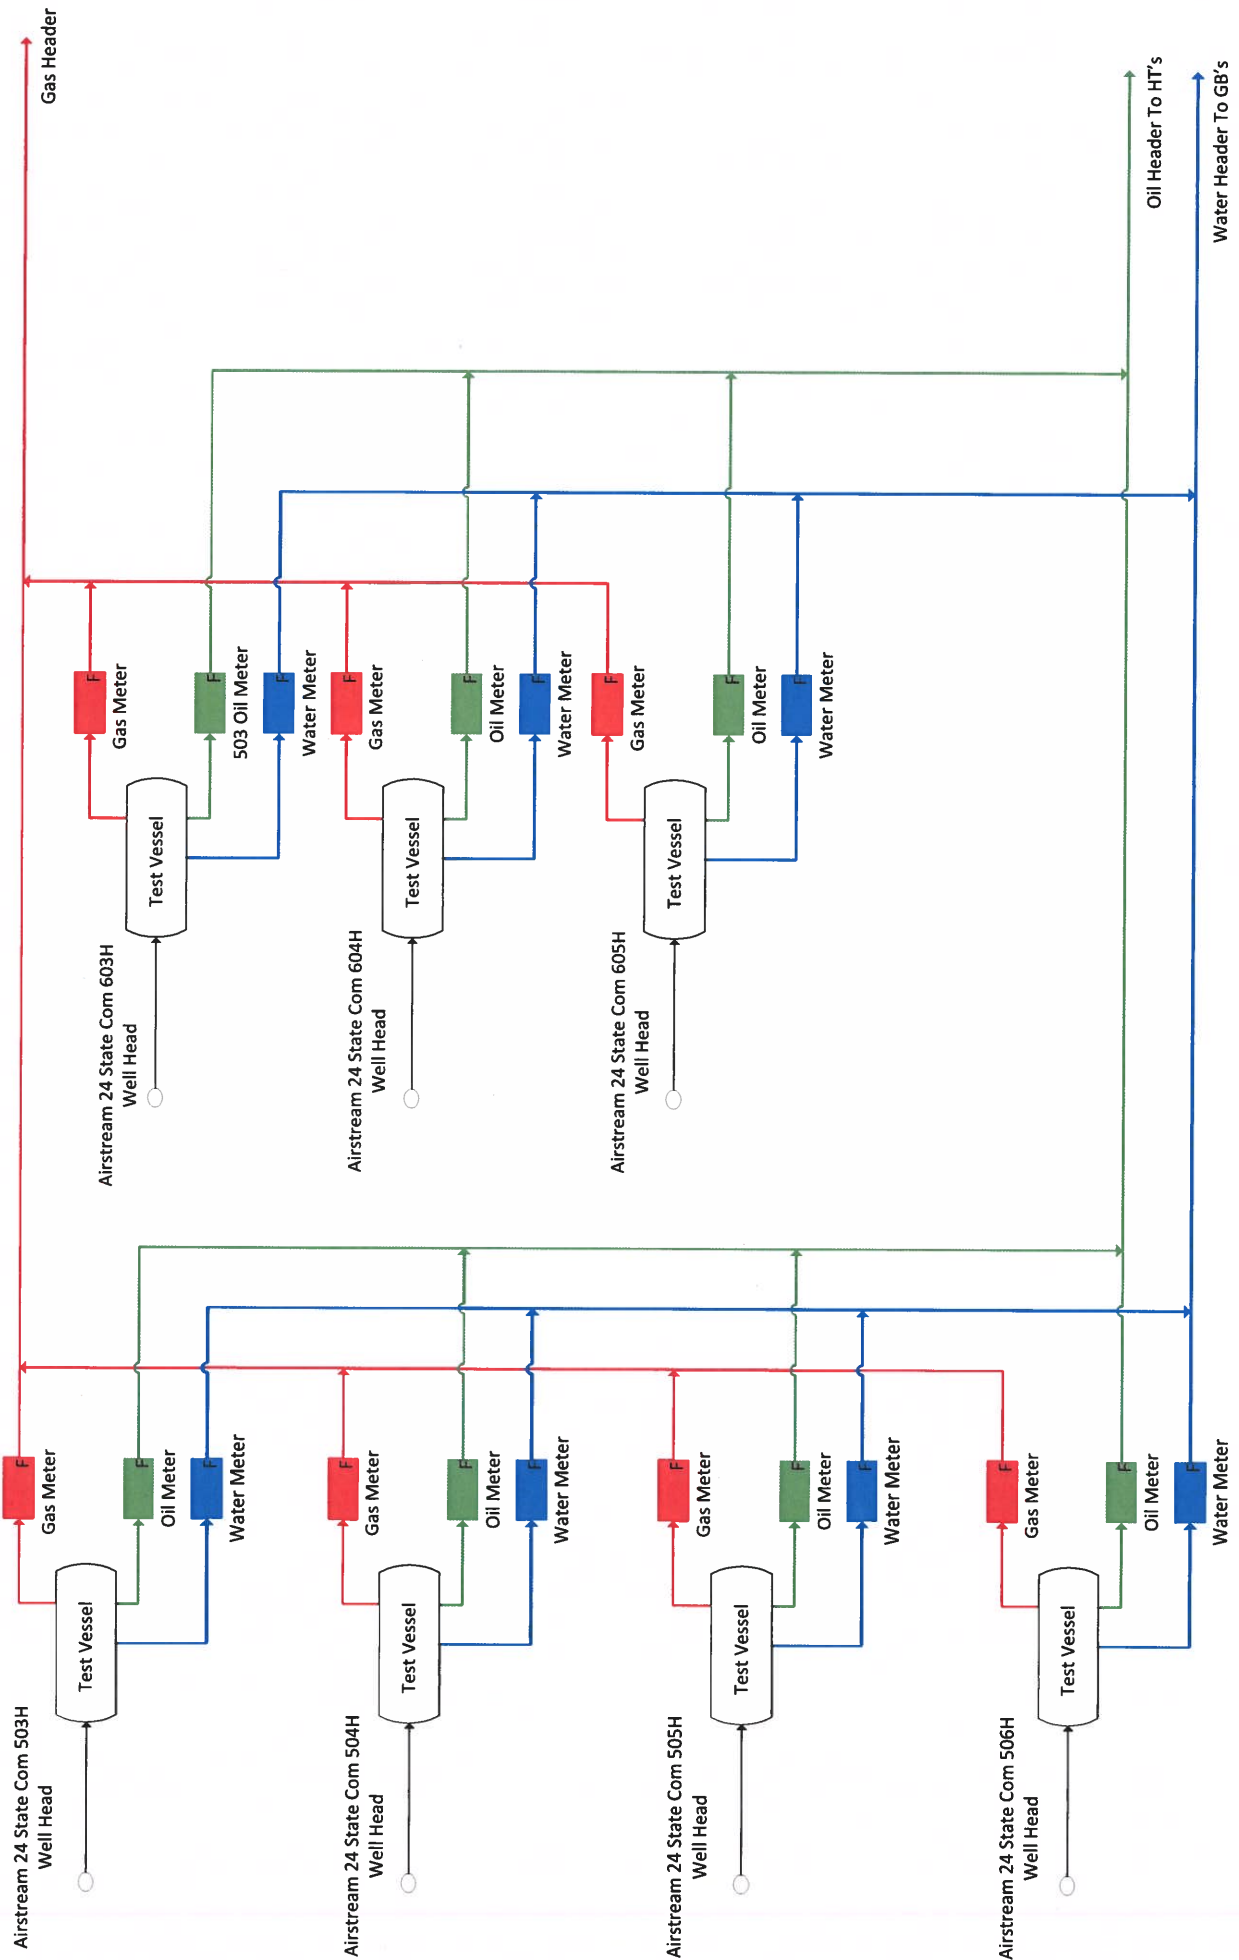 Gas Header
Airstream 24 State Com 503H
Well Head
Test Vessel
Gas Meter
F
Oil Meter
F
Water Meter
F
Airstream 24 State Com 603H
Well Head
Test Vessel
Gas Meter
F
503 Oil Meter
F
Water Meter
F
Airstream 24 State Com 504H
Well Head
Test Vessel
Gas Meter
F
Oil Meter
F
Water Meter
F
Airstream 24 State Com 604H
Well Head
Test Vessel
Gas Meter
F
Oil Meter
F
Water Meter
F
Airstream 24 State Com 505H
Well Head
Test Vessel
Gas Meter
F
Oil Meter
F
Water Meter
F
Airstream 24 State Com 605H
Well Head
Test Vessel
Gas Meter
F
Oil Meter
F
Water Meter
F
Airstream 24 State Com 506H
Well Head
Test Vessel
Gas Meter
F
Oil Meter
F
Water Meter
F
Oil Header To HT's
Water Header To GB's